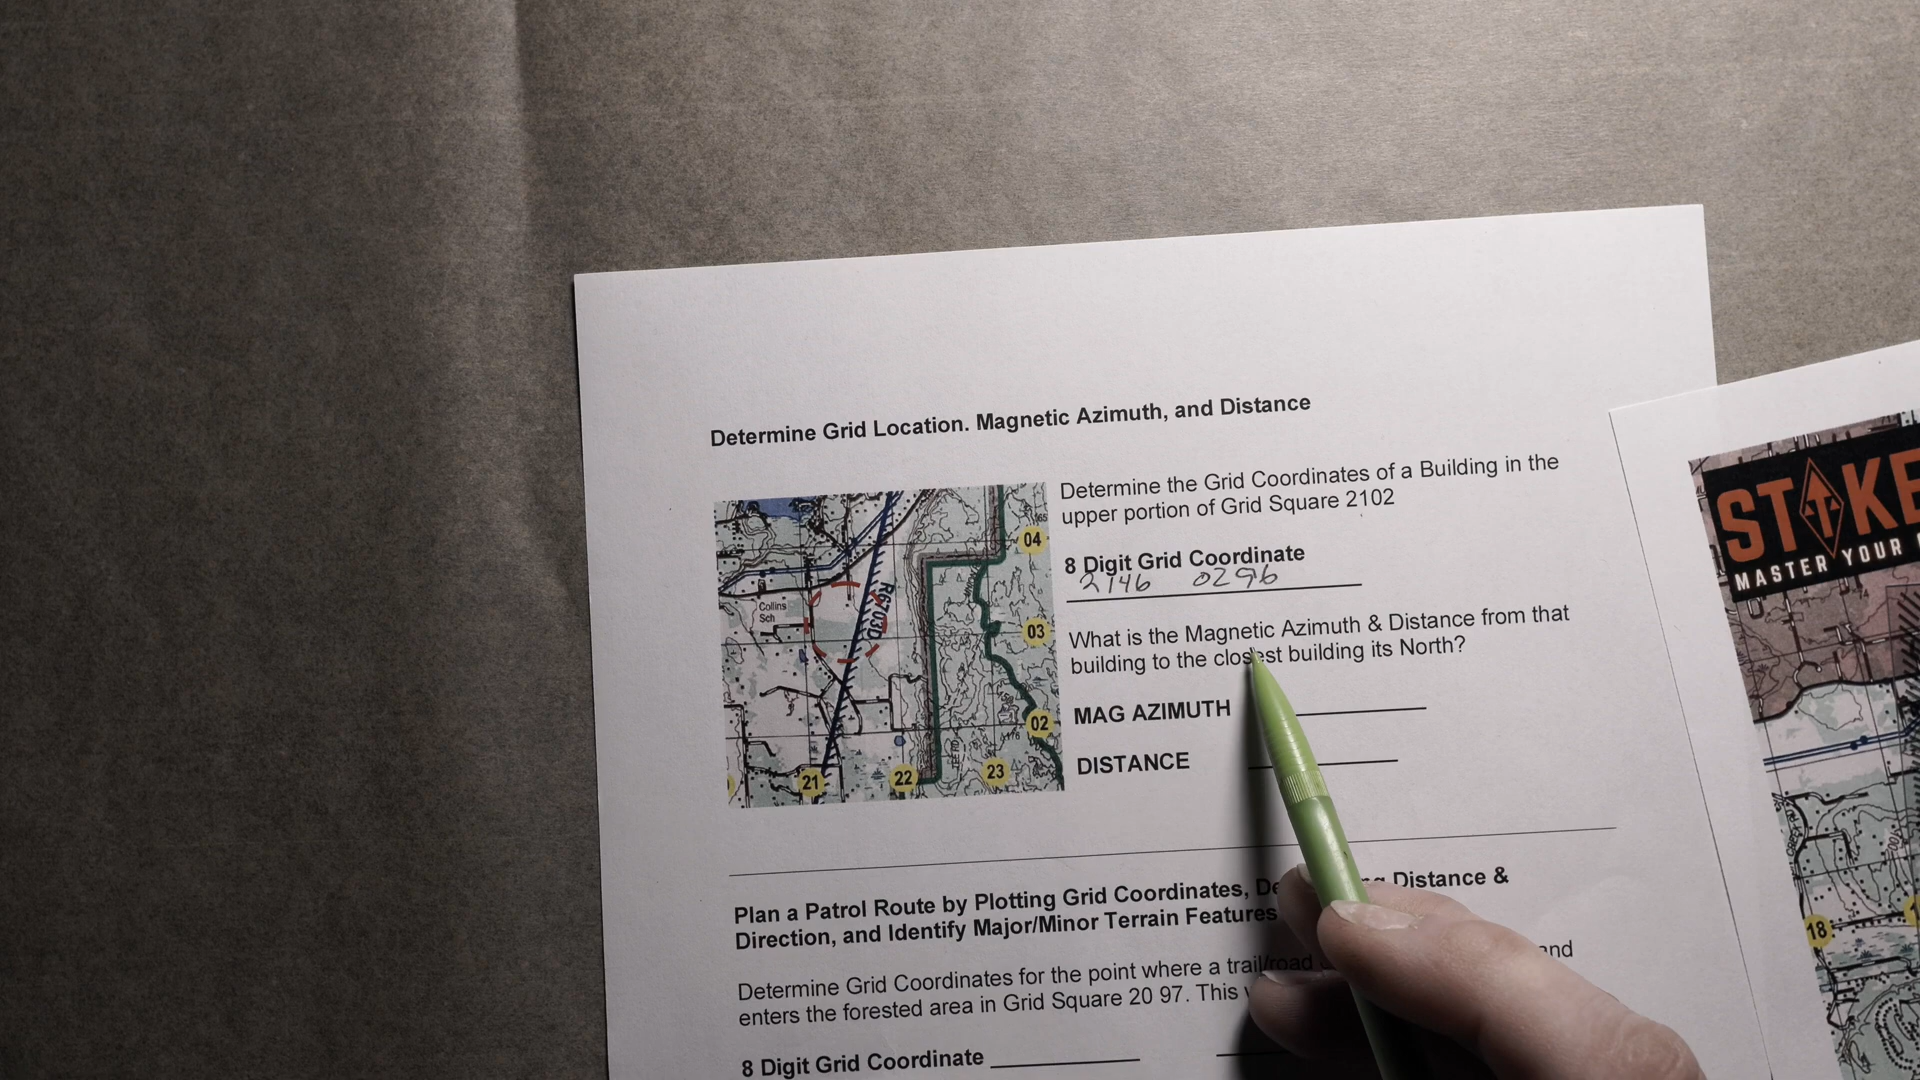 Determine Grid Location. Magnetic Azimuth, and Distance
Determine the Grid Coordinates of a Building in the
upper portion of Grid Square 2102
8 Digit Grid Coordinate
2146 0296
What is the Magnetic Azimuth & Distance from that
building to the closest building its North?
MAG AZIMUTH
DISTANCE
04
R6703D
Collins
Sch
03
02
21
22
23
Plan a Patrol Route by Plotting Grid Coordinates, Distance &
Direction, and Identify Major/Minor Terrain Features
Determine Grid Coordinates for the point where a trail/road and
enters the forested area in Grid Square 20 97. This
8 Digit Grid Coordinate
STAKE
MASTER YOUR
18